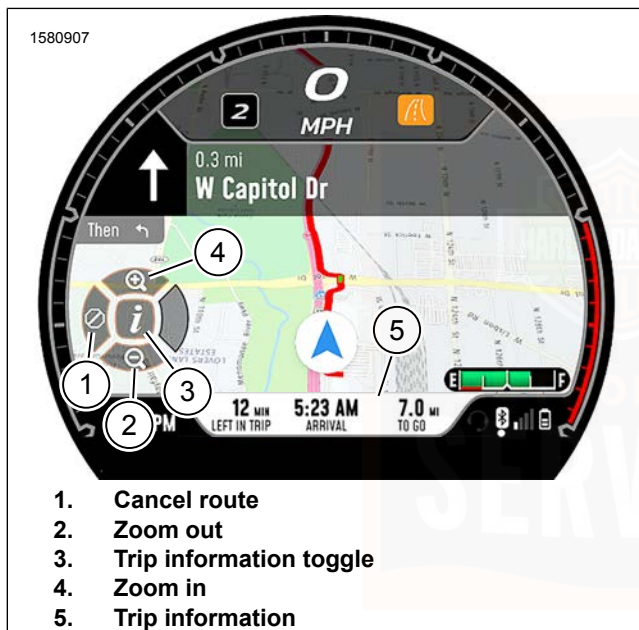 1580907
0
2
MPH
0.3 mi
W Capitol Dr
Then
4
i
1
2
3
5
E F
PM
12 MIN 5:23 AM 7.0 MI
LEFT IN TRIP ARRIVAL TO GO
1. Cancel route
2. Zoom out
3. Trip information toggle
4. Zoom in
5. Trip information